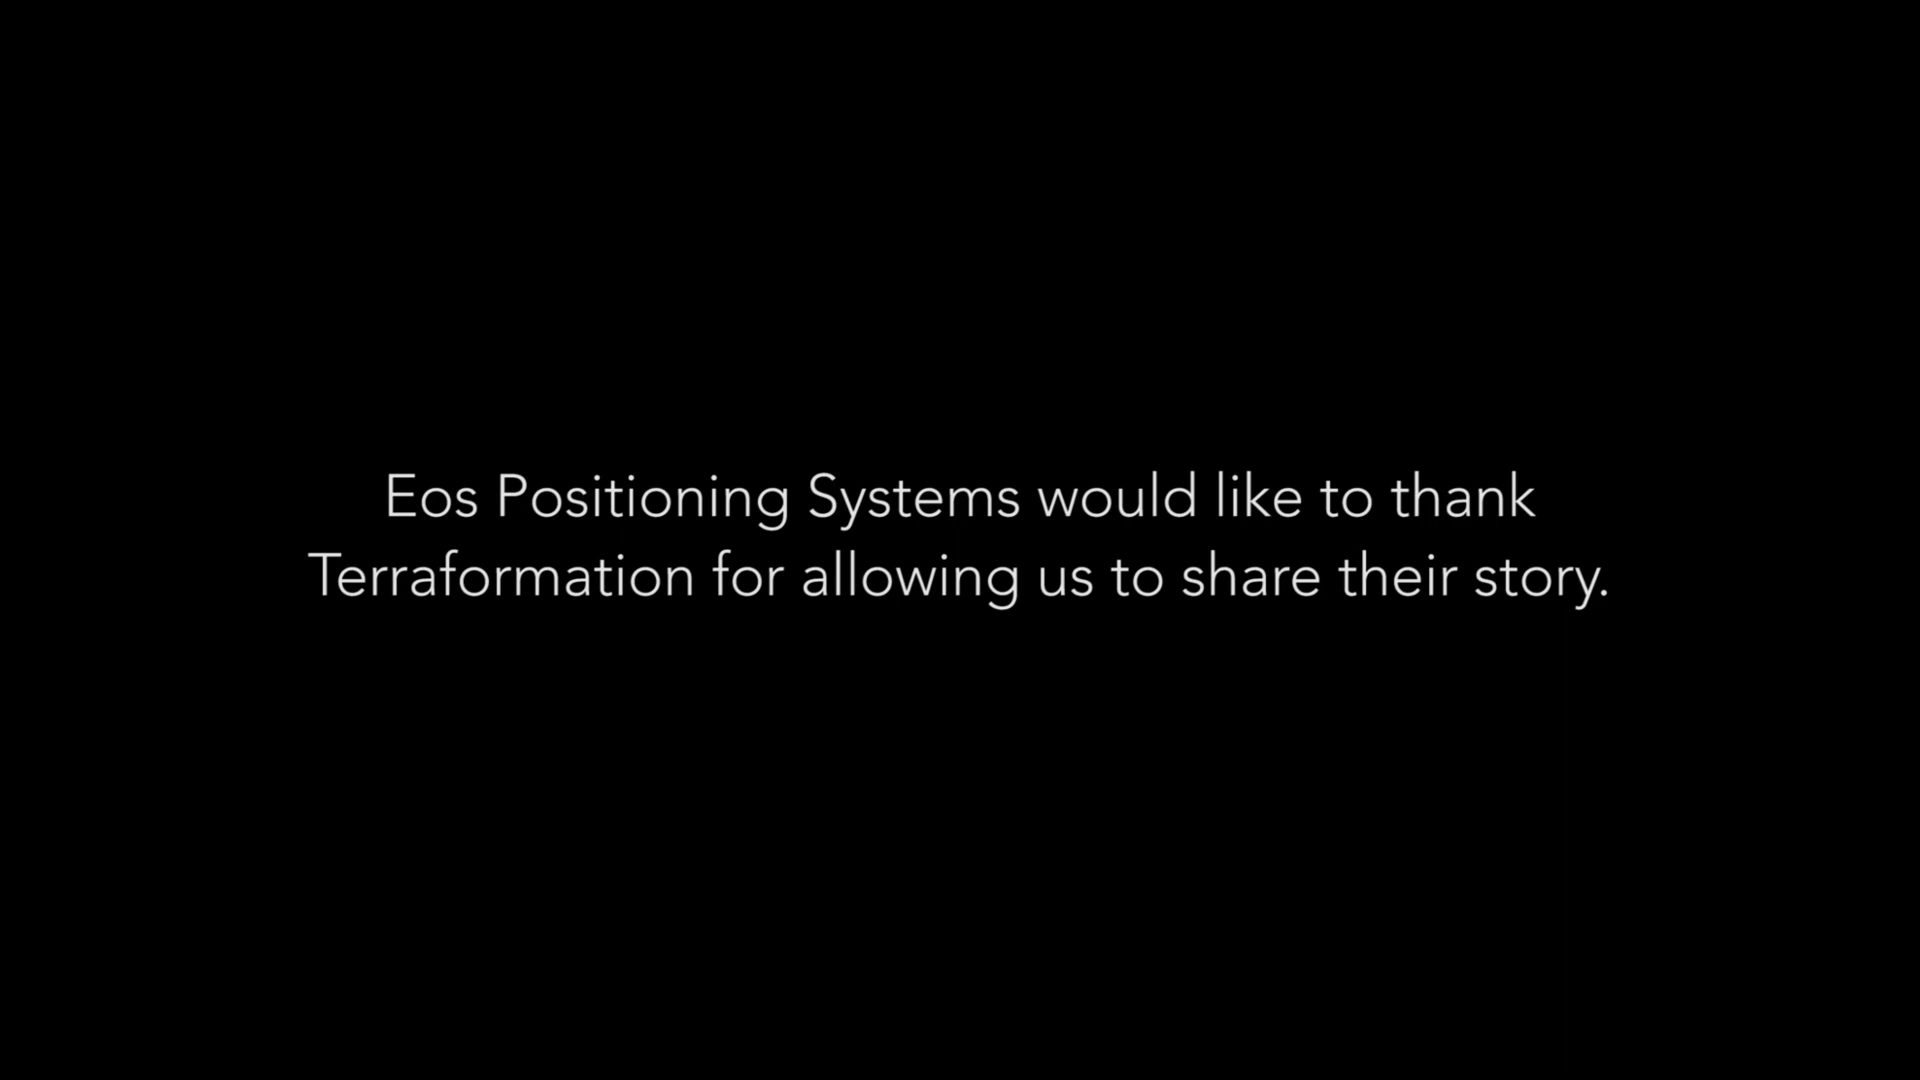 Eos Positioning Systems would like to thank
Terraformation for allowing us to share their story.